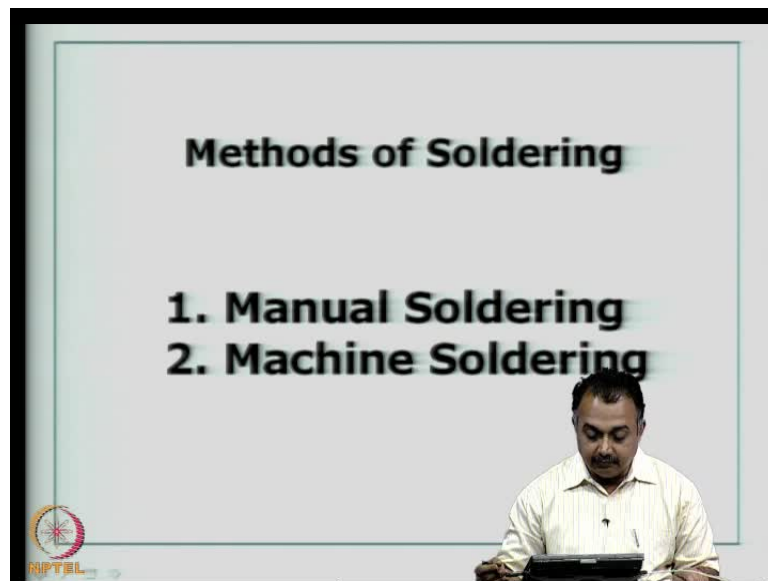 Methods of Soldering
1. Manual Soldering
2. Machine Soldering
NPTEL